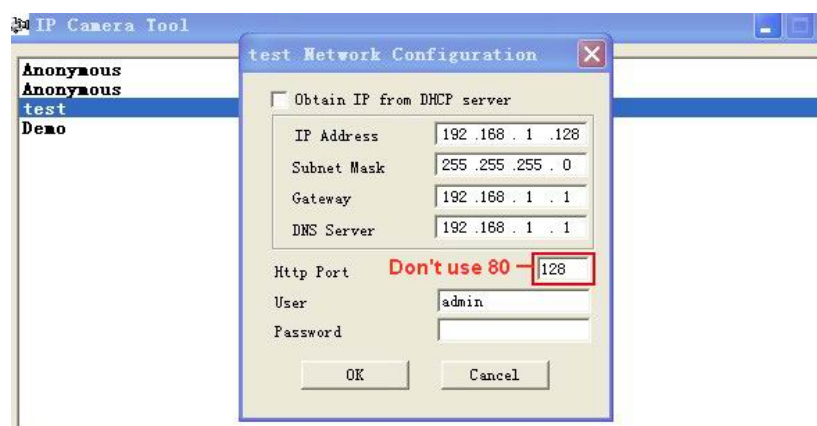 IP Camera Tool
test Network Configuration
Anonymous
Anonymous
test
Demo
Obtain IP from DHCP server
IP Address 192 .168 . 1 .128
Subnet Mask 255 .255 .255 . 0
Gateway 192 .168 . 1 . 1
DNS Server 192 .168 . 1 . 1
Http Port Don't use 80 128
User admin
Password
OK Cancel